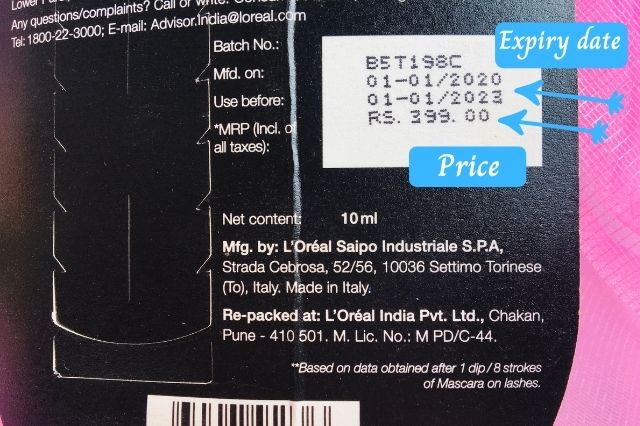 Any questions/complaints? Call or write:
Tel: 1800-22-3000; E-mail: Advisor.India@loreal.com
Batch No.: B5T198C
Mfd. on: 01-01/2020
Use before: 01-01/2023
*MRP (Incl. of all taxes): RS. 399.00
Expiry date
Price
Net content: 10ml
Mfg. by: L'Oréal Saipo Industriale S.P.A,
Strada Cebrosa, 52/56, 10036 Settimo Torinese
(To), Italy. Made in Italy.
Re-packed at: L'Oréal India Pvt. Ltd., Chakan,
Pune - 410 501. M. Lic. No.: M PD/C-44.
**Based on data obtained after 1 dip / 8 strokes
of Mascara on lashes.